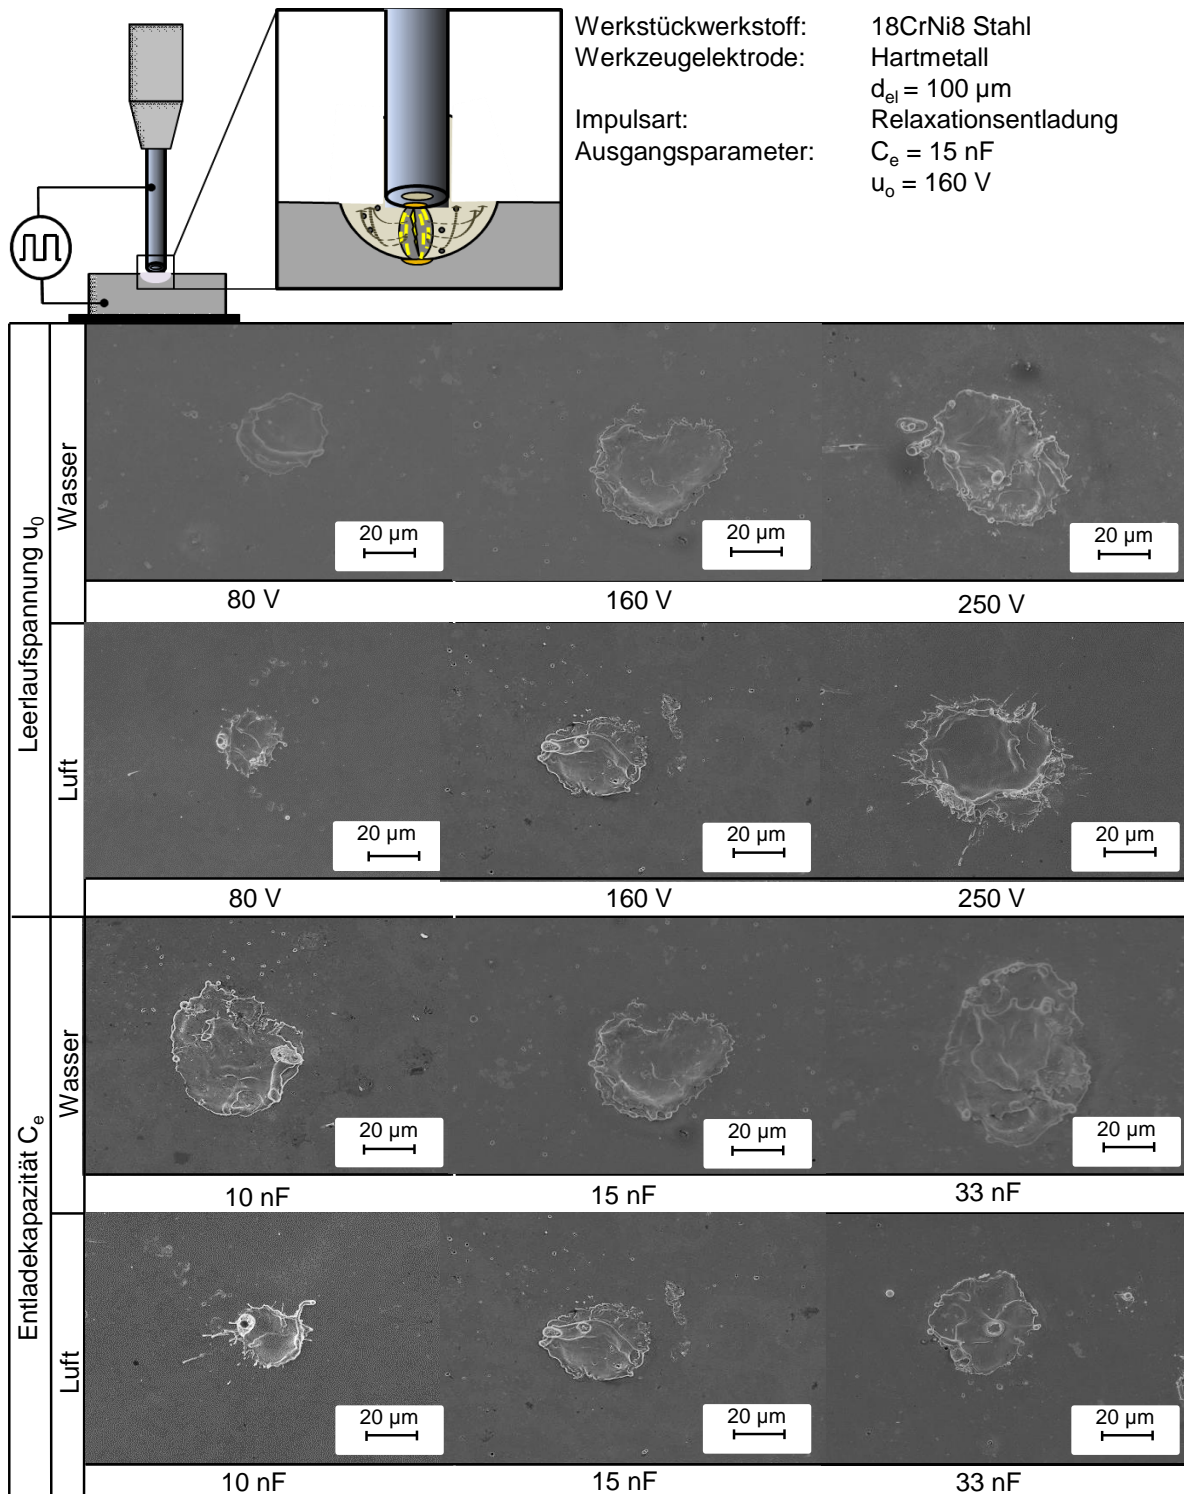 Werkstückwerkstoff: 18CrNi8 Stahl
Werkzeugelektrode: Hartmetall
d_el = 100 µm
Impulsart: Relaxationsentladung
Ausgangsparameter: C_e = 15 nF
u_o = 160 V
Leerlaufspannung u_0
Wasser
20 µm 20 µm 20 µm
80 V 160 V 250 V
Luft
20 µm 20 µm 20 µm
80 V 160 V 250 V
Entladekapazität C_e
Wasser
20 µm 20 µm 20 µm
10 nF 15 nF 33 nF
Luft
20 µm 20 µm 20 µm
10 nF 15 nF 33 nF